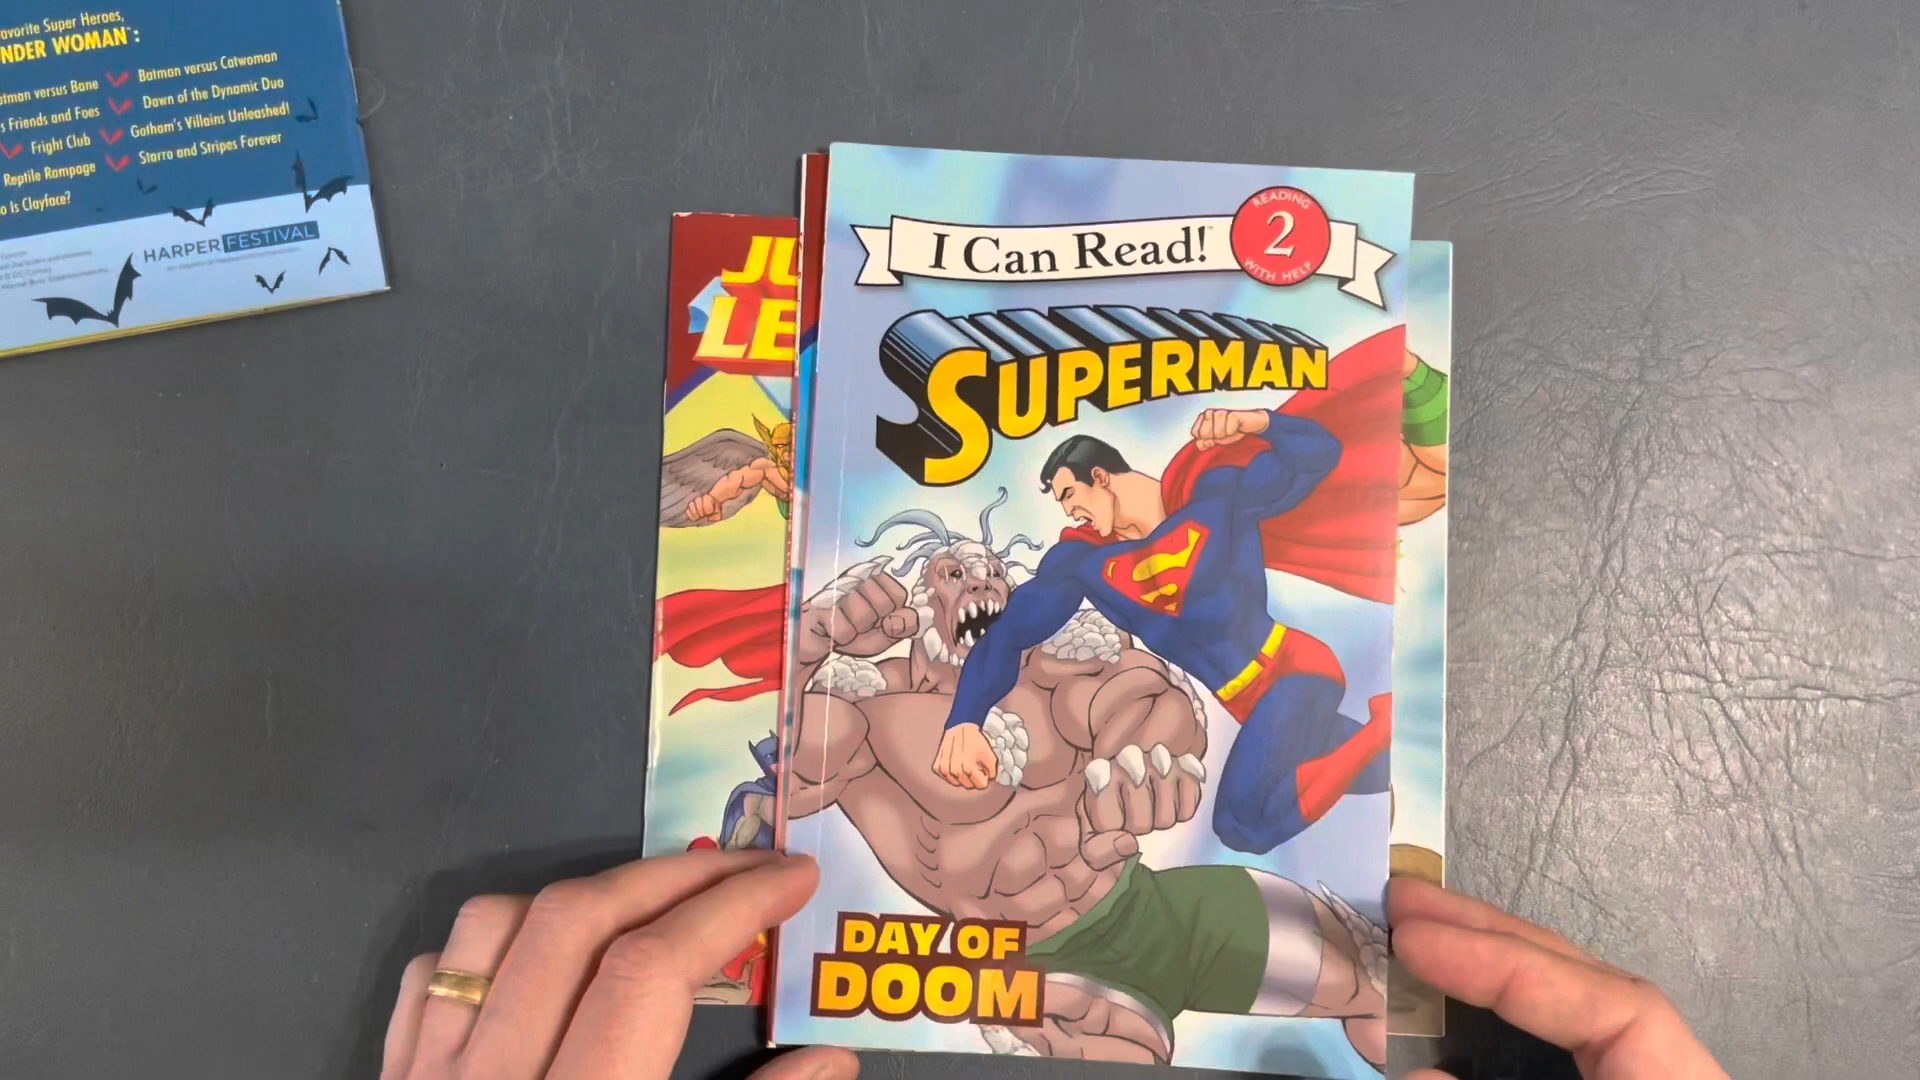 avorite Super Heroes,
NDER WOMAN™:
tman versus Bane
Batman versus Catwoman
s Friends and Foes
Dawn of the Dynamic Duo
Fright Club
Gotham's Villains Unleashed!
Reptile Rampage
Starro and Stripes Forever
o Is Clayface?
HARPER FESTIVAL
JU
LE
I Can Read!™
READING
2
WITH HELP
SUPERMAN
S
DAY OF
DOOM